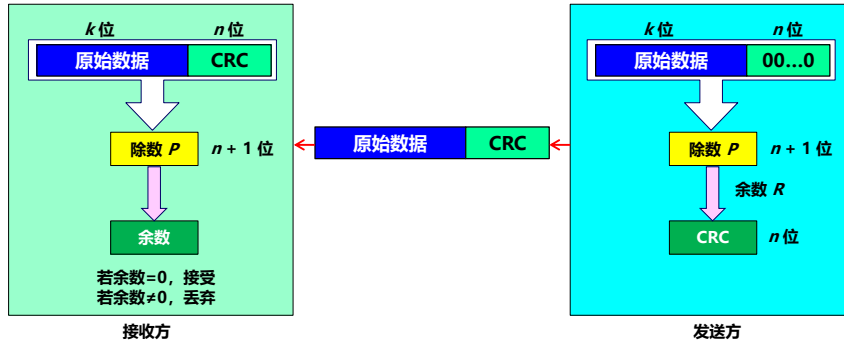 k 位
n 位
原始数据
CRC
除数 P
n + 1 位
余数
若余数=0，接受
若余数≠0，丢弃
接收方
原始数据
CRC
k 位
n 位
原始数据
00…0
除数 P
n + 1 位
余数 R
CRC
n 位
发送方